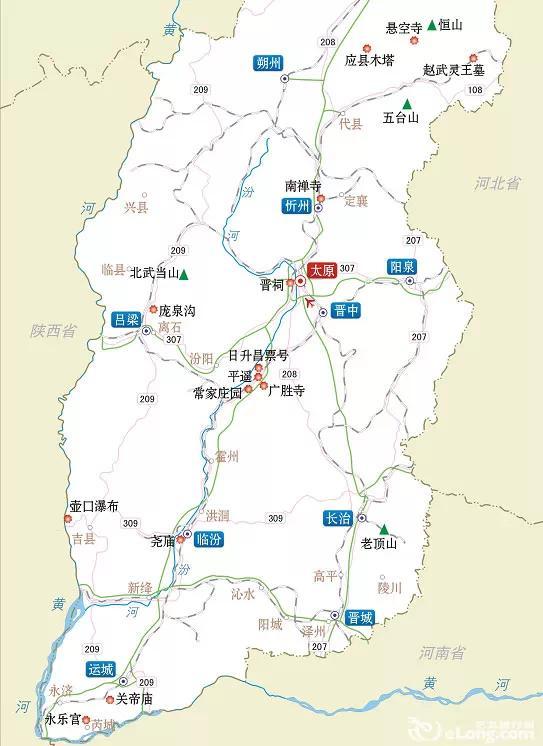 黄
悬空寺
恒山
208
应县木塔
赵武灵王墓
朔州
209
108
五台山
代县
河北省
南禅寺
忻州
定襄
汾
河
兴县
河
209
207
临县
北武当山
太原
307
阳泉
晋祠
庞泉沟
晋中
陕西省
吕梁
离石
307
207
汾阳
日升昌票号
平遥
208
常家庄园
广胜寺
209
霍州
壶口瀑布
洪洞
长治
309
309
吉县
尧庙
临汾
老顶山
汾
高平
陵川
新绛
沁水
黄
河
阳城
泽州
晋城
207
河南省
209
运城
209
永济
关帝庙
黄
河
河
永乐宫
芮城
eLong.com